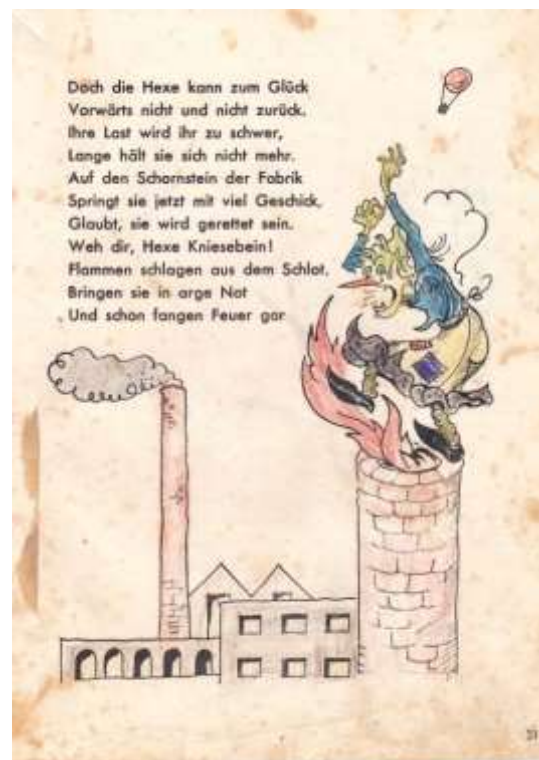 Doch die Hexe kann zum Glück
Vorwärts nicht und nicht zurück.
Ihre Last wird ihr zu schwer,
Lange hält sie sich nicht mehr.
Auf den Schornstein der Fabrik
Springt sie jetzt mit viel Geschick,
Glaubt, sie wird gerettet sein.
Weh dir, Hexe Kniesebein!
Flammen schlagen aus dem Schlot,
Bringen sie in arge Not
Und schon fangen Feuer gar